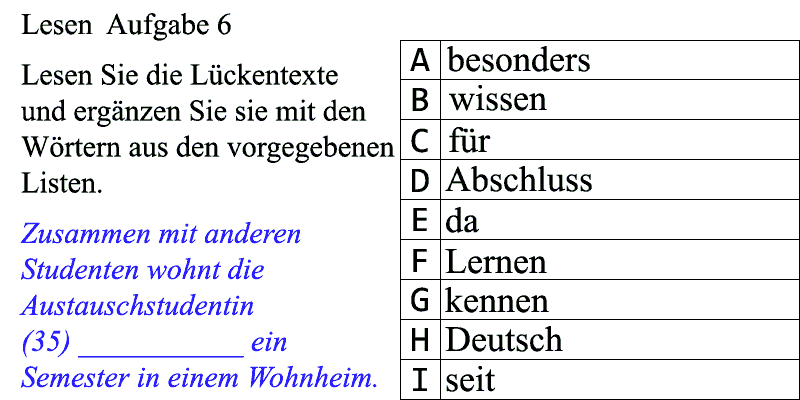 Lesen Aufgabe 6
Lesen Sie die Lückentexte
und ergänzen Sie sie mit den
Wörtern aus den vorgegebenen
Listen.
Zusammen mit anderen
Studenten wohnt die
Austauschstudentin
(35) ___________ ein
Semester in einem Wohnheim.
A besonders
B wissen
C für
D Abschluss
E da
F Lernen
G kennen
H Deutsch
I seit